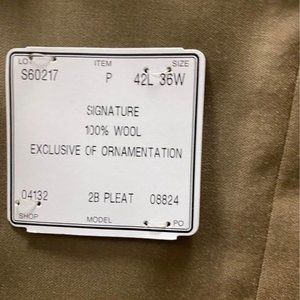 LOT ITEM SIZE
S60217 P 42L 36W
SIGNATURE
100% WOOL
EXCLUSIVE OF ORNAMENTATION
04132 2B PLEAT 08824
SHOP MODEL PO